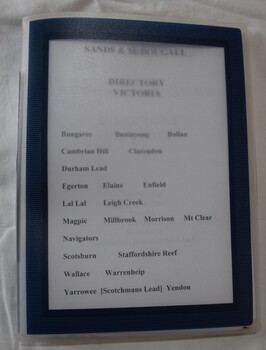 SANDS & McDOUGALL
DIRECTORY
VICTORIA
Bungaree Buninyong Ballan
Cambrian Hill Clarendon
Durham Lead
Egerton Elaine Enfield
Lal Lal Leigh Creek
Magpie Millbrook Morrison Mt Clear
Navigators
Scotsburn Staffordshire Reef
Wallace Warrenheip
Yarrowee [Scotchmans Lead] Yendon